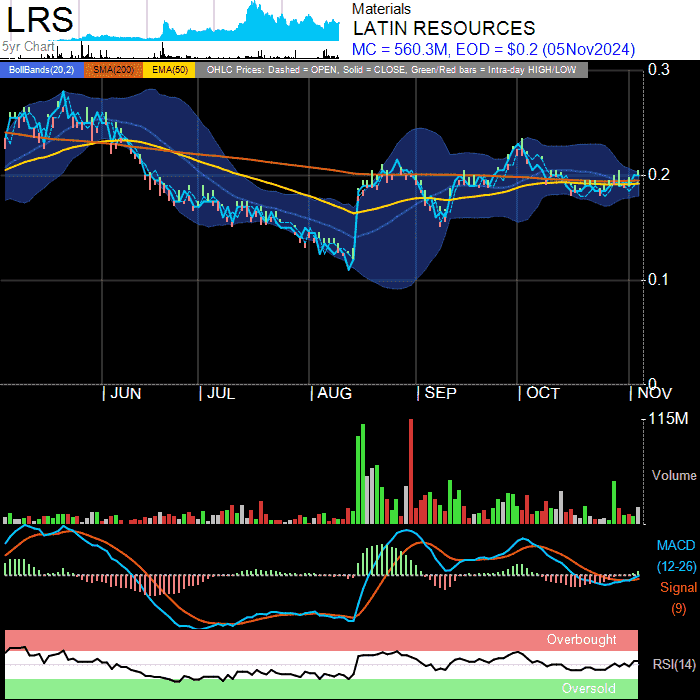 LRS
5yr Chart
Materials
LATIN RESOURCES
MC = 560.3M, EOD = $0.2 (05Nov2024)
BollBands(20,2) SMA(200) EMA(50) OHLC Prices: Dashed = OPEN, Solid = CLOSE, Green/Red bars = Intra-day HIGH/LOW
0.3
0.2
0.1
0
| JUN | JUL | AUG | SEP | OCT | NOV
115M
Volume
MACD
(12-26)
Signal
(9)
Overbought
RSI(14)
Oversold